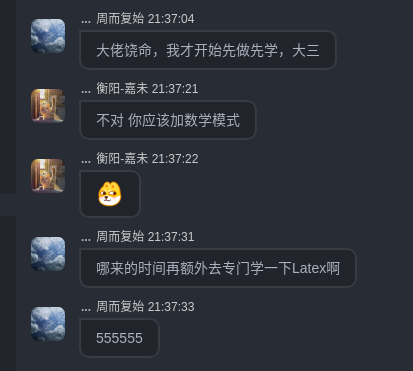 ... 周而复始 21:37:04
大佬饶命，我才开始先做先学，大三
... 衡阳-嘉未 21:37:21
不对 你应该加数学模式
... 衡阳-嘉未 21:37:22
... 周而复始 21:37:31
哪来的时间再额外去专门学一下Latex啊
... 周而复始 21:37:33
555555